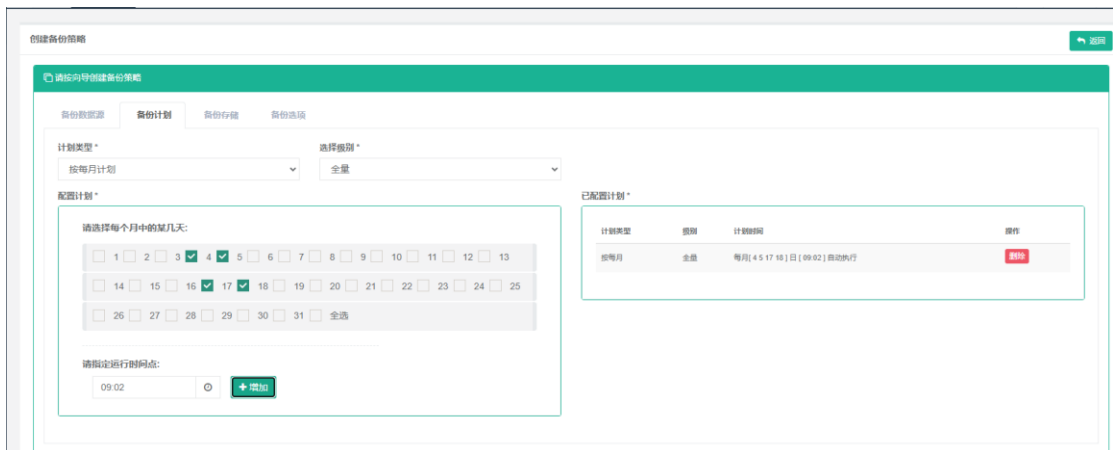 创建备份策略
返回
请按向导创建备份策略
备份数据源 备份计划 备份存储 备份选项
计划类型 * 选择级别 *
按每月计划 全量
配置计划 * 已配置计划 *
请选择每个月中的某几天:
计划类型 级别 计划时间 操作
1 2 3 4 5 6 7 8 9 10 11 12 13
按每月 全量 每月[ 4 5 17 18 ] 日 [ 09:02 ] 自动执行 删除
14 15 16 17 18 19 20 21 22 23 24 25
26 27 28 29 30 31 全选
请指定运行时间点:
09:02 增加